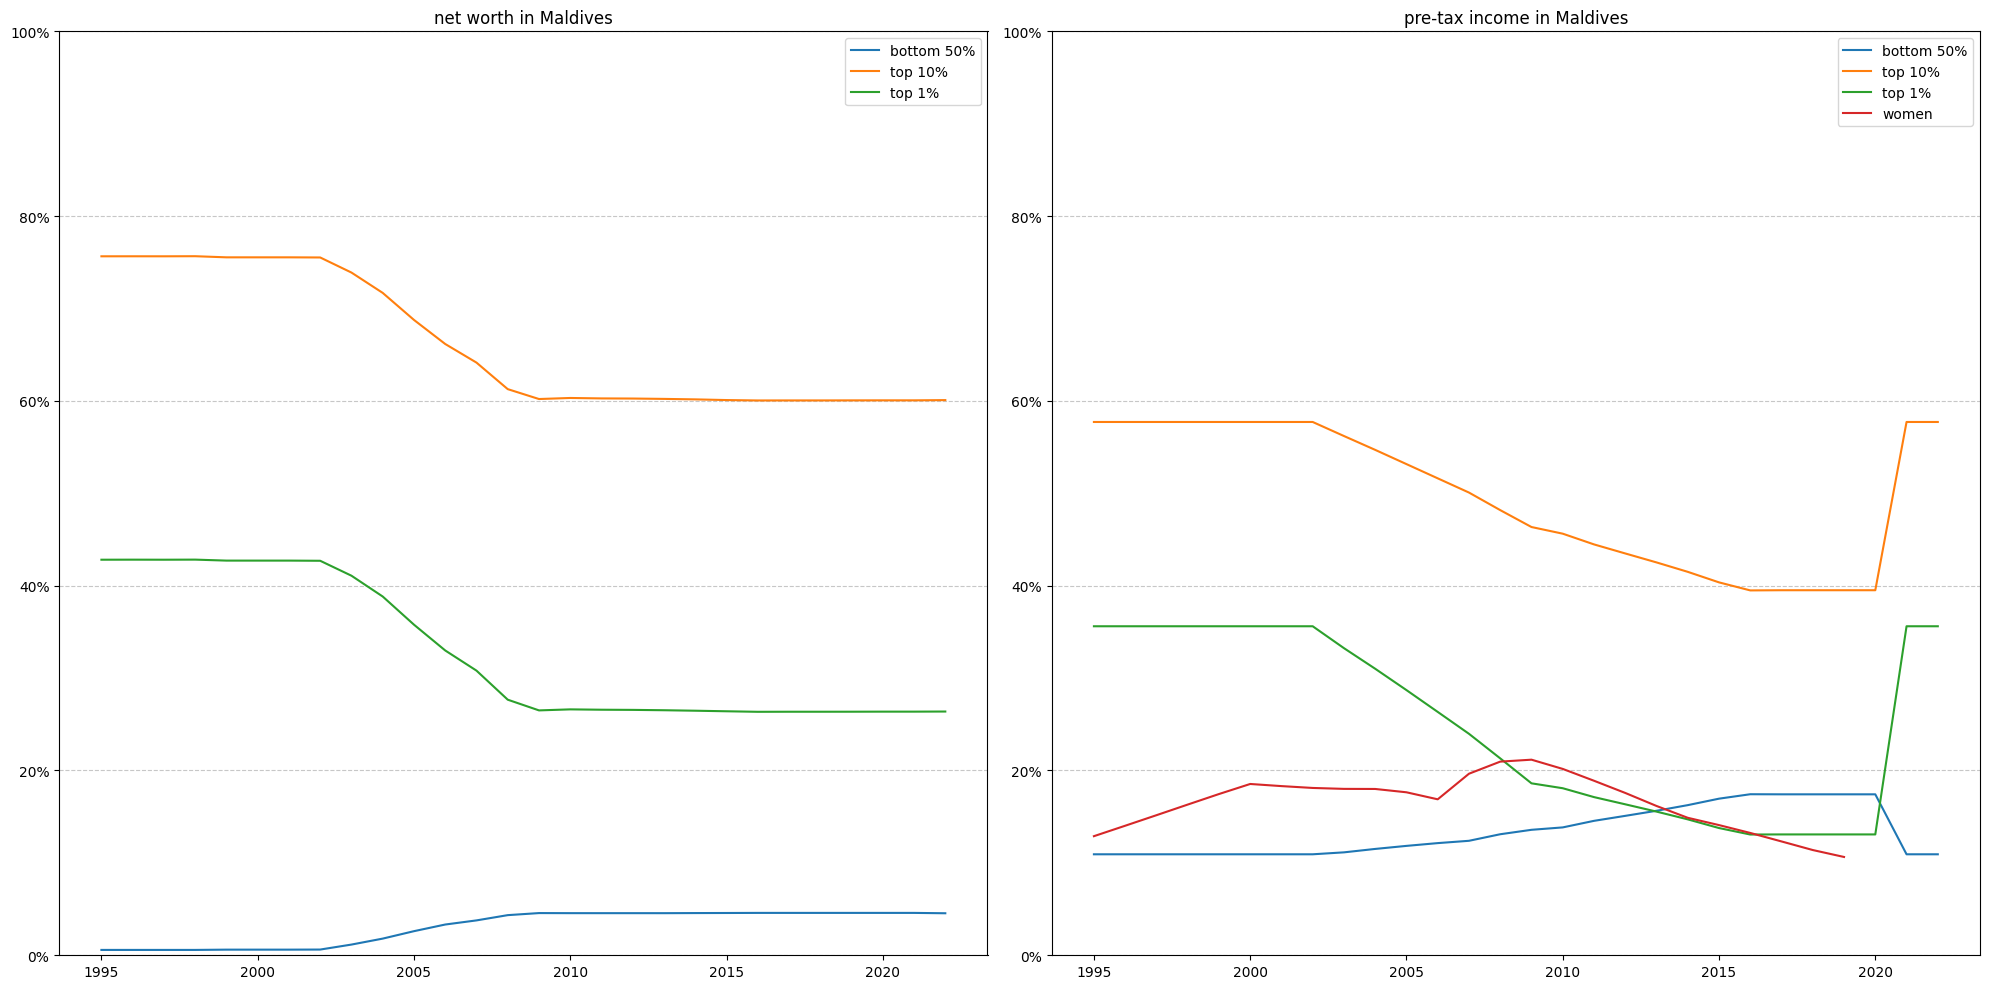 net worth in Maldives
100%
80%
60%
40%
20%
0%
1995 2000 2005 2010 2015 2020
bottom 50%
top 10%
top 1%
pre-tax income in Maldives
100%
80%
60%
40%
20%
0%
1995 2000 2005 2010 2015 2020
bottom 50%
top 10%
top 1%
women